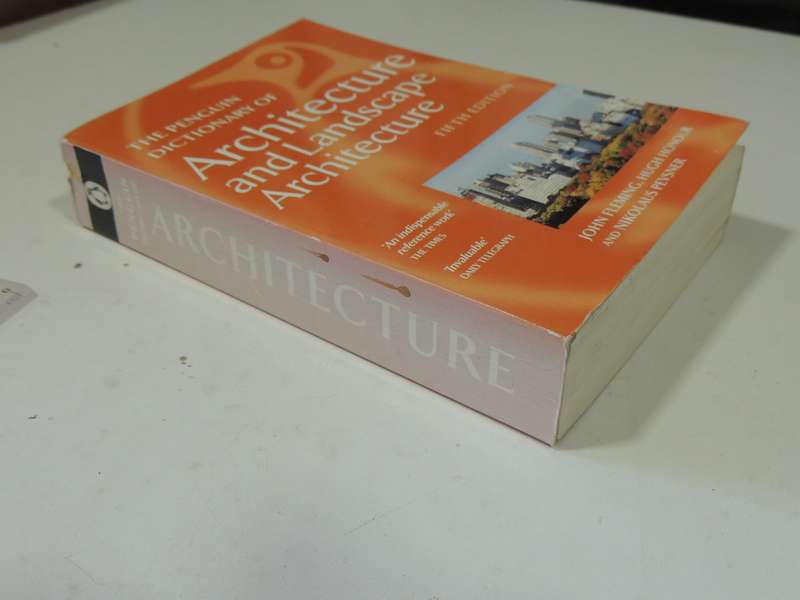 THE PENGUIN
DICTIONARY OF
Architecture
and Landscape
Architecture
FIFTH EDITION
'An indispensable
reference work'
THE TIMES
'Invaluable'
DAILY TELEGRAPH
JOHN FLEMING, HUGH HONOUR
AND NIKOLAUS PEVSNER
ARCHITECTURE